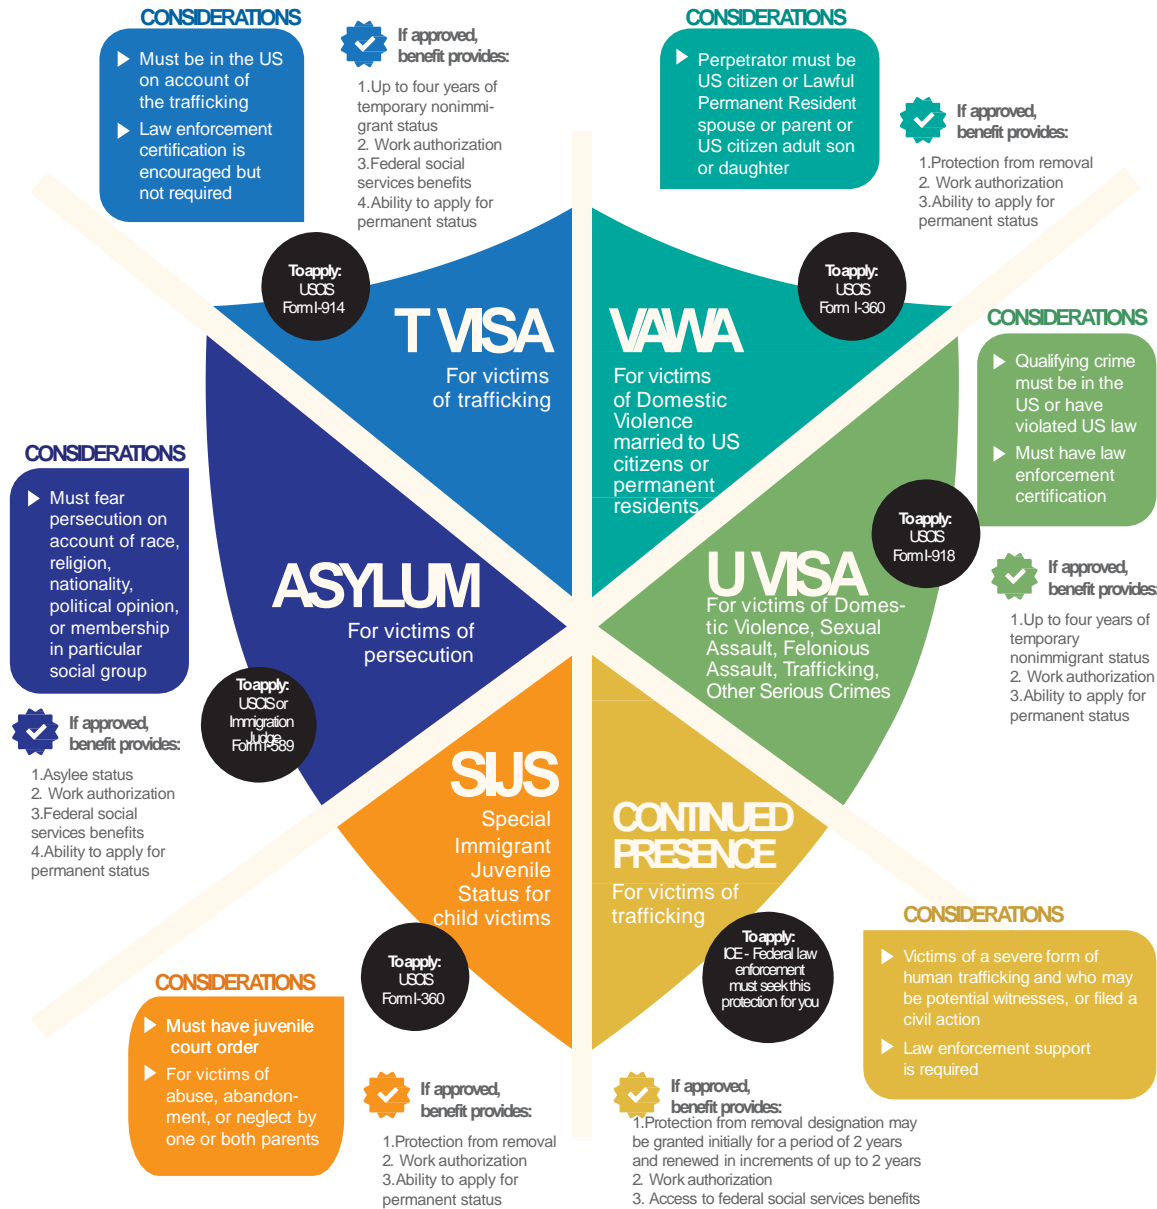 CONSIDERATIONS
Must be in the US
on account of
the trafficking
Law enforcement
certification is
encouraged but
not required
If approved,
benefit provides:
1.Up to four years of
temporary nonimmi-
grant status
2. Work authorization
3.Federal social
services benefits
4.Ability to apply for
permanent status
To apply:
USCIS
Form I-914
T VISA
For victims
of trafficking
CONSIDERATIONS
Perpetrator must be
US citizen or Lawful
Permanent Resident
spouse or parent or
US citizen adult son
or daughter
If approved,
benefit provides:
1.Protection from removal
2. Work authorization
3.Ability to apply for
permanent status
To apply:
USCIS
Form I-360
VAWA
For victims
of Domestic
Violence
married to US
citizens or
permanent
residents
CONSIDERATIONS
Qualifying crime
must be in the
US or have
violated US law
Must have law
enforcement
certification
To apply:
USCIS
Form I-918
If approved,
benefit provides:
1.Up to four years of
temporary
nonimmigrant status
2. Work authorization
3.Ability to apply for
permanent status
U VISA
For victims of Domes-
tic Violence, Sexual
Assault, Felonious
Assault, Trafficking,
Other Serious Crimes
CONSIDERATIONS
Must fear
persecution on
account of race,
religion,
nationality,
political opinion,
or membership
in particular
social group
ASYLUM
For victims of
persecution
To apply:
USCIS or
Immigration
Judge
Form I-589
If approved,
benefit provides:
1.Asylee status
2. Work authorization
3.Federal social
services benefits
4.Ability to apply for
permanent status
SIJS
Special
Immigrant
Juvenile
Status for
child victims
To apply:
USCIS
Form I-360
CONSIDERATIONS
Must have juvenile
court order
For victims of
abuse, abandon-
ment, or neglect by
one or both parents
If approved,
benefit provides:
1.Protection from removal
2. Work authorization
3.Ability to apply for
permanent status
CONTINUED
PRESENCE
For victims of
trafficking
To apply:
ICE - Federal law
enforcement
must seek this
protection for you
CONSIDERATIONS
Victims of a severe form of
human trafficking and who may
be potential witnesses, or filed a
civil action
Law enforcement support
is required
If approved,
benefit provides:
1.Protection from removal designation may
be granted initially for a period of 2 years
and renewed in increments of up to 2 years
2. Work authorization
3. Access to federal social services benefits